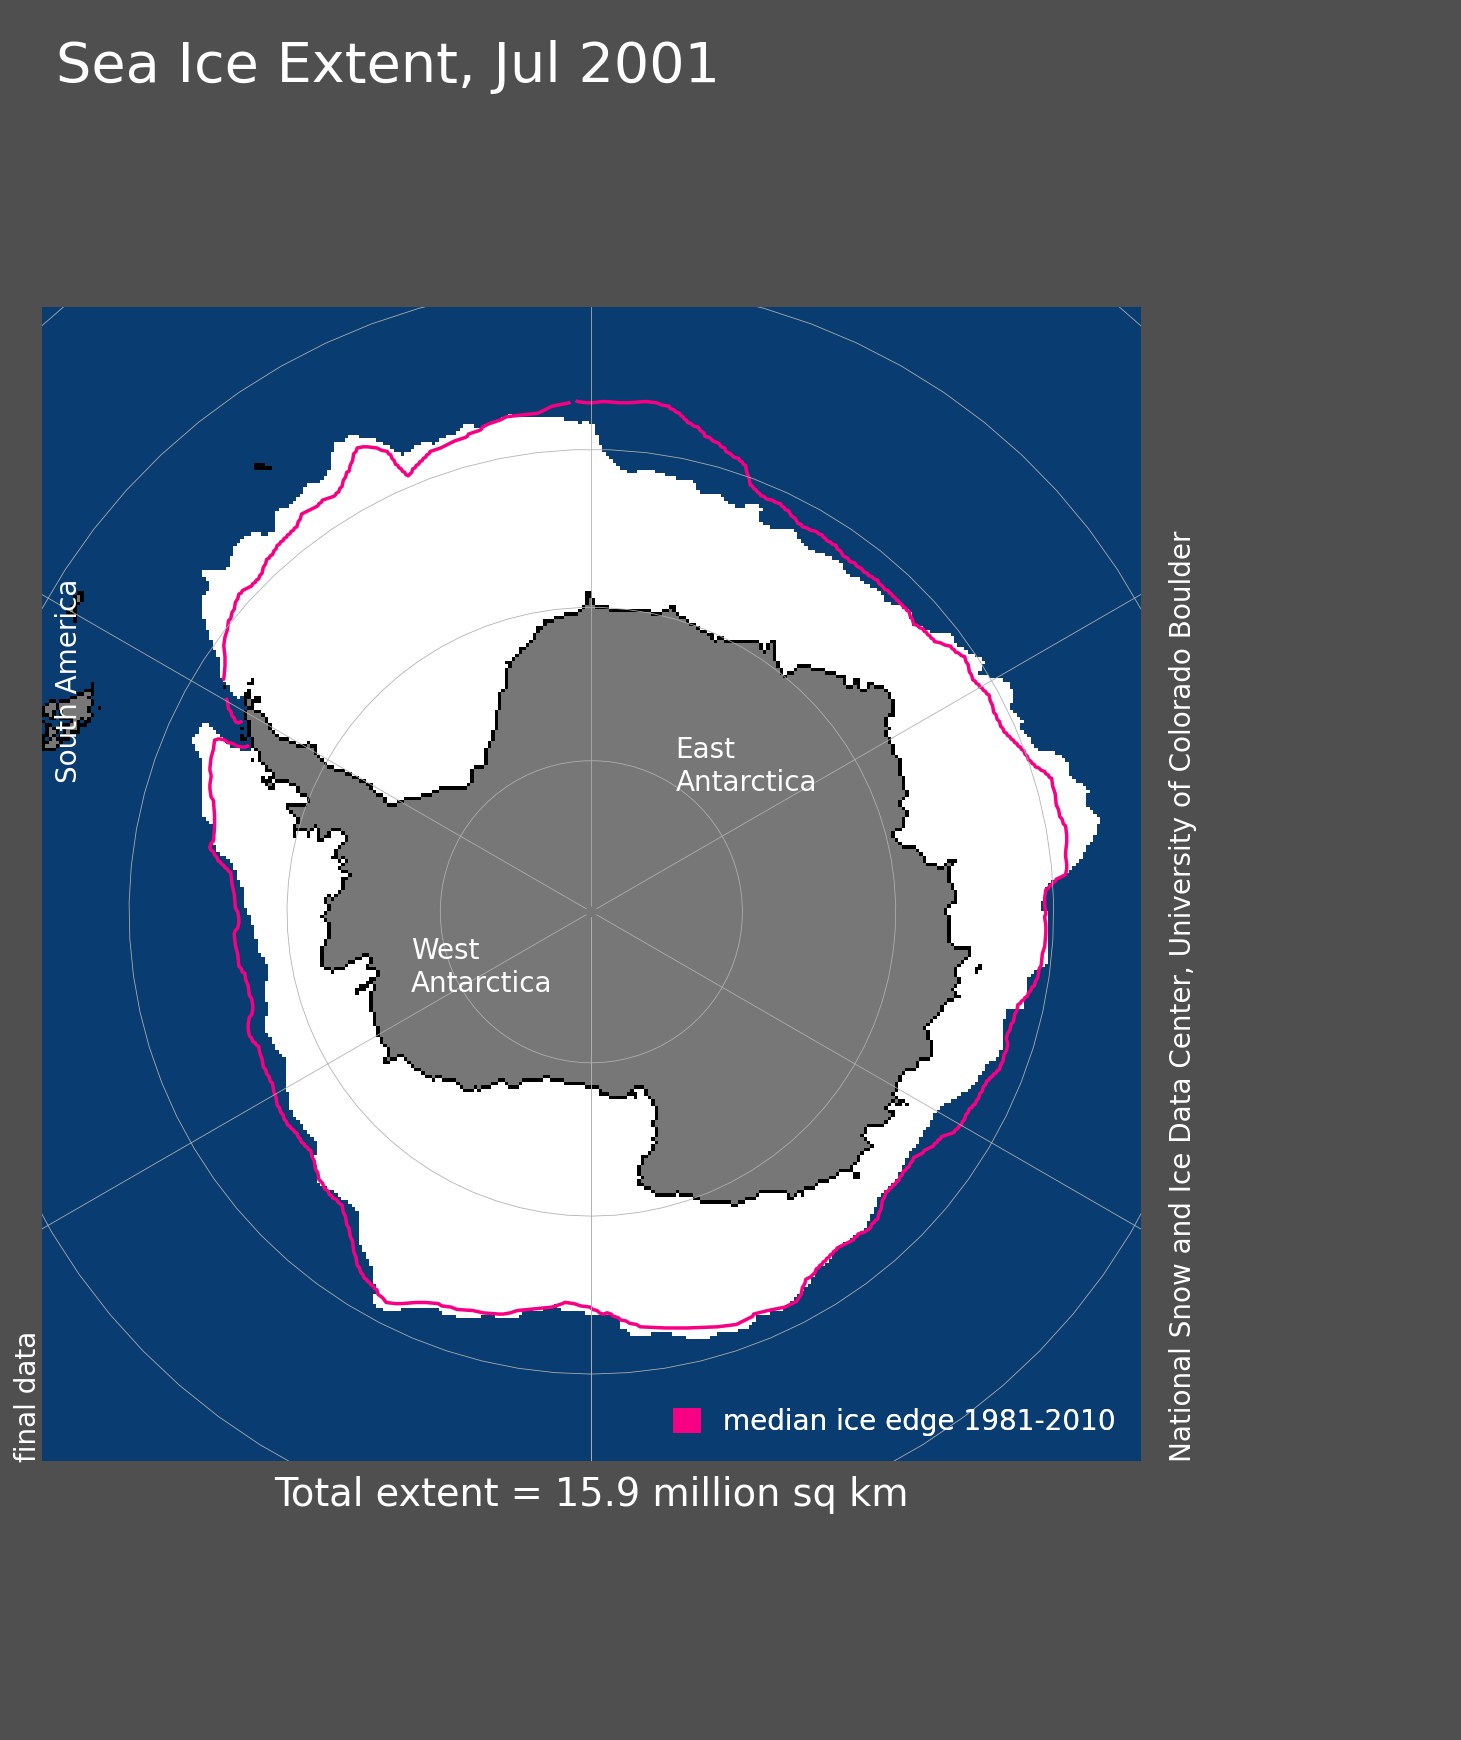 Sea Ice Extent, Jul 2001
South America
East
Antarctica
West
Antarctica
median ice edge 1981-2010
final data
National Snow and Ice Data Center, University of Colorado Boulder
Total extent = 15.9 million sq km